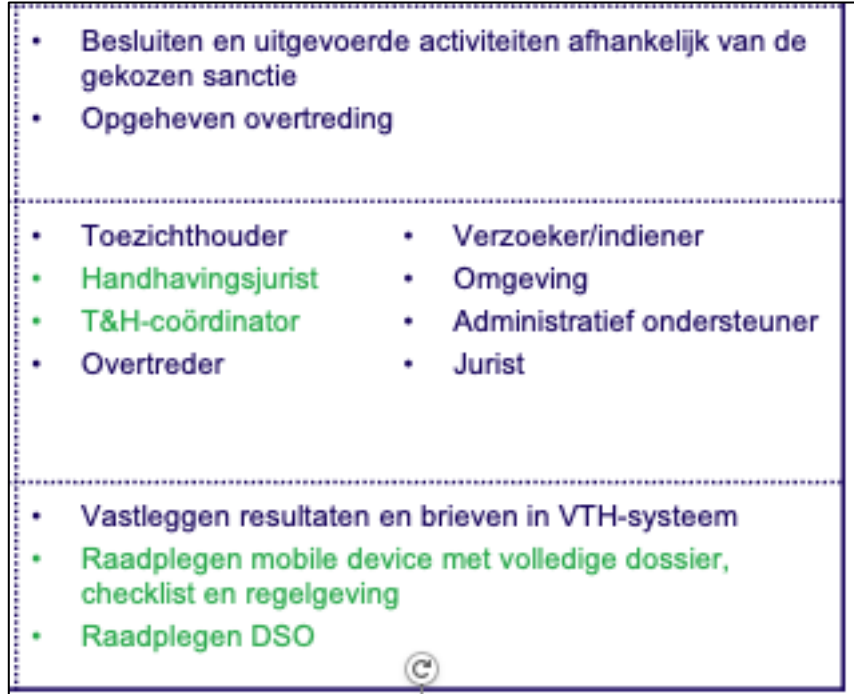 • Besluiten en uitgevoerde activiteiten afhankelijk van de
gekozen sanctie
• Opgeheven overtreding
• Toezichthouder
• Handhavingsjurist
• T&H-coördinator
• Overtreder
• Verzoeker/indiener
• Omgeving
• Administratief ondersteuner
• Jurist
• Vastleggen resultaten en brieven in VTH-systeem
• Raadplegen mobile device met volledige dossier,
checklist en regelgeving
• Raadplegen DSO